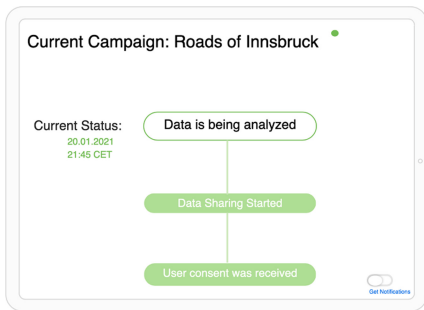 Current Campaign: Roads of Innsbruck
Current Status:
20.01.2021
21:45 CET
Data is being analyzed
Data Sharing Started
User consent was received
Get Notifications